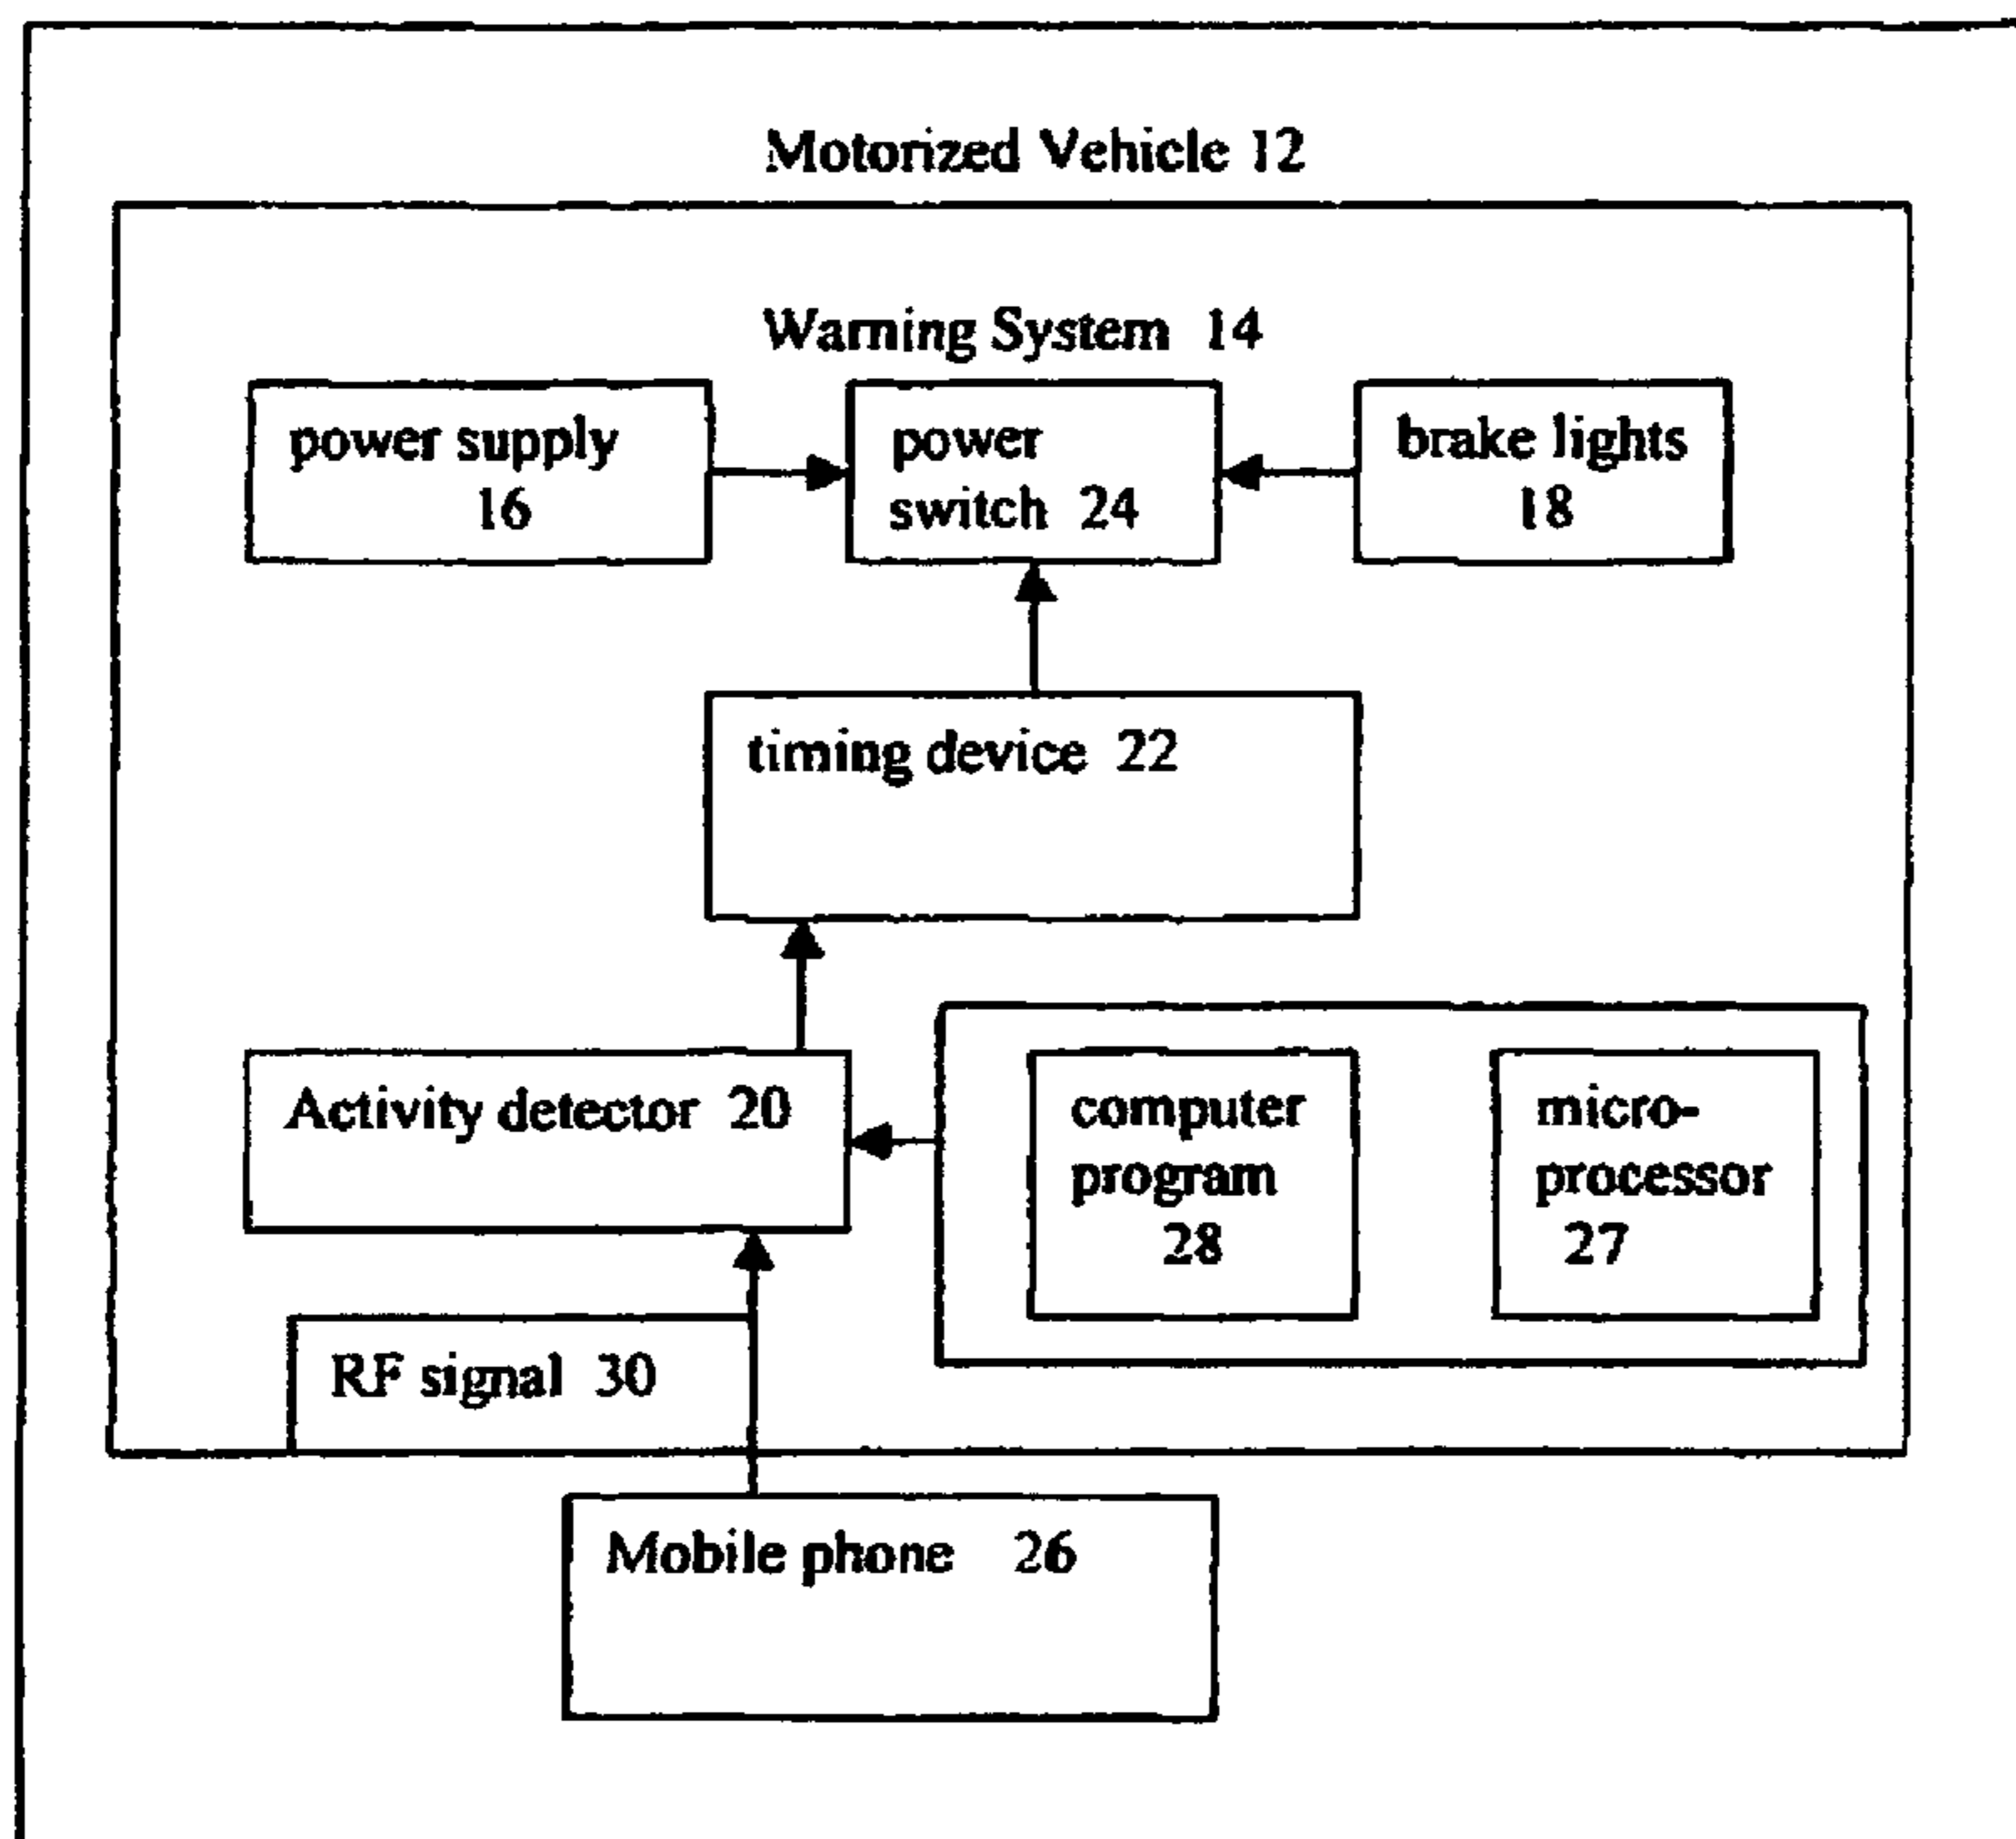 Motorized Vehicle 12
Warning System 14
power supply
16
power
switch 24
brake lights
18
timing device 22
Activity detector 20
computer
program
28
micro-
processor
27
RF signal 30
Mobile phone 26